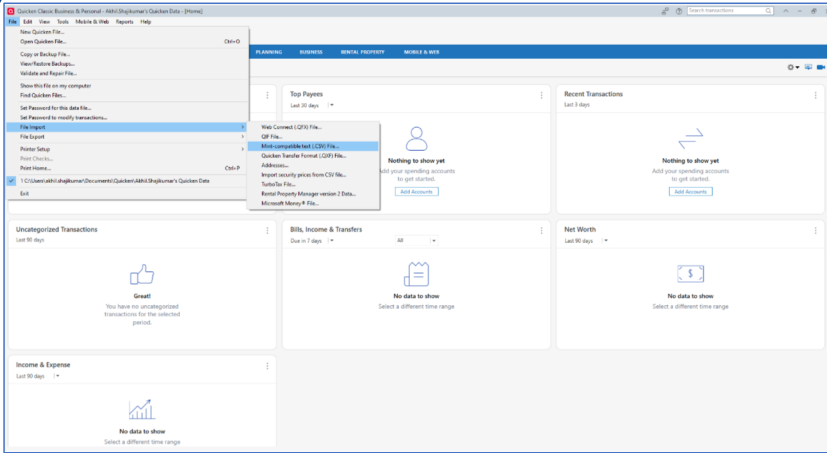 Quicken Classic Business & Personal - Akhil.Shajikumar's Quicken Data - [Home]
Search transactions
File Edit View Tools Mobile & Web Reports Help
New Quicken File...
Open Quicken File... Ctrl+O
Copy or Backup File...
View/Restore Backups...
Validate and Repair File...
Show this file on my computer
Find Quicken Files...
Set Password for this data file...
Set Password to modify transactions...
File Import
File Export
Printer Setup
Print Checks...
Print Home... Ctrl+P
1 C:\Users\akhil.shajikumar\Documents\Quicken\Akhil.Shajikumar's Quicken Data
Exit
Web Connect (.QFX) File...
QIF File...
Mint-compatible text (.CSV) File...
Quicken Transfer Format (.QXF) File...
Addresses...
Import security prices from CSV file...
TurboTax File...
Rental Property Manager version 2 Data...
Microsoft Money® File...
PLANNING BUSINESS RENTAL PROPERTY MOBILE & WEB
Top Payees
Last 30 days
Nothing to show yet
Add your spending accounts
to get started.
Add Accounts
Recent Transactions
Last 3 days
Nothing to show yet
Add your spending accounts
to get started.
Add Accounts
Uncategorized Transactions
Last 90 days
Great!
You have no uncategorized
transactions for the selected
period.
Bills, Income & Transfers
Due in 7 days All
No data to show
Select a different time range
Net Worth
Last 90 days
$
No data to show
Select a different time range
Income & Expense
Last 90 days
No data to show
Select a different time range